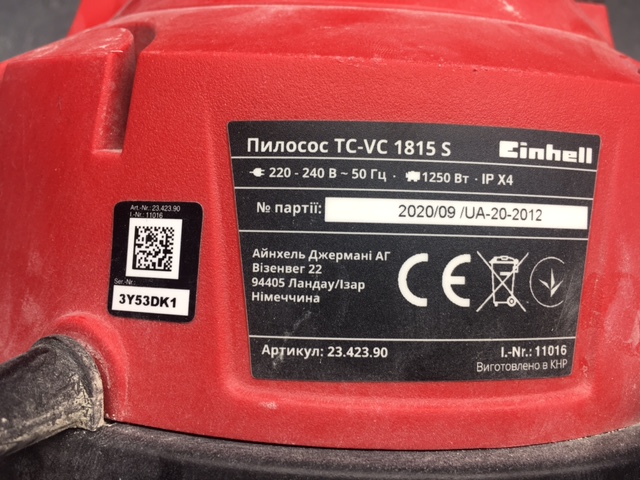 Пилосос TC-VC 1815 S
Einhell
220 - 240 В ~ 50 Гц · 1250 Вт · IP X4
№ партії: 2020/09 /UA-20-2012
Айнхель Джермані АГ
Візенвег 22
94405 Ландау/Ізар
Німеччина
CE
Артикул: 23.423.90
I.-Nr.: 11016
Виготовлено в КНР
Art.-Nr.: 23.423.90
I.-Nr.: 11016
Ser.-Nr.:
3Y53DK1